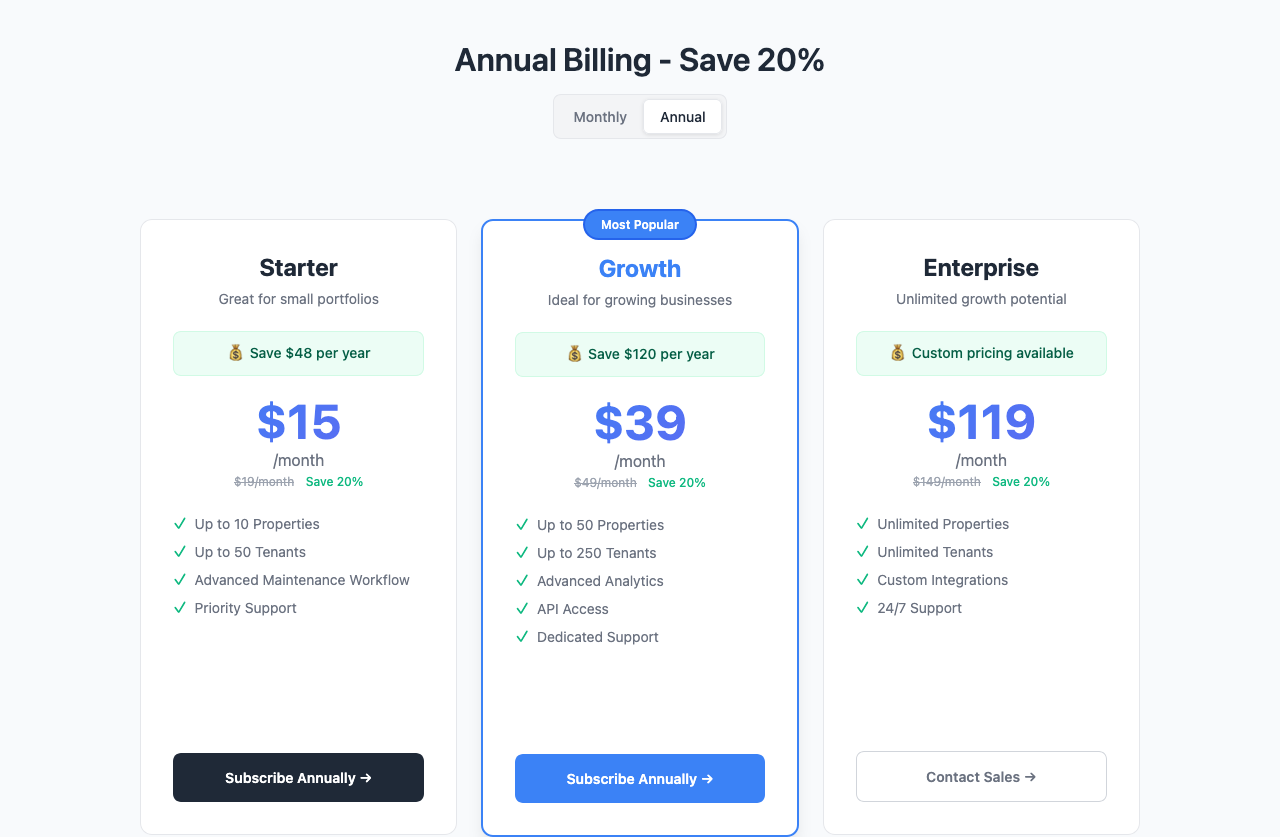 Annual Billing - Save 20%
Monthly
Annual
Starter
Great for small portfolios
💰 Save $48 per year
$15
/month
$19/month Save 20%
Up to 10 Properties
Up to 50 Tenants
Advanced Maintenance Workflow
Priority Support
Subscribe Annually →
Most Popular
Growth
Ideal for growing businesses
💰 Save $120 per year
$39
/month
$49/month Save 20%
Up to 50 Properties
Up to 250 Tenants
Advanced Analytics
API Access
Dedicated Support
Subscribe Annually →
Enterprise
Unlimited growth potential
💰 Custom pricing available
$119
/month
$149/month Save 20%
Unlimited Properties
Unlimited Tenants
Custom Integrations
24/7 Support
Contact Sales →